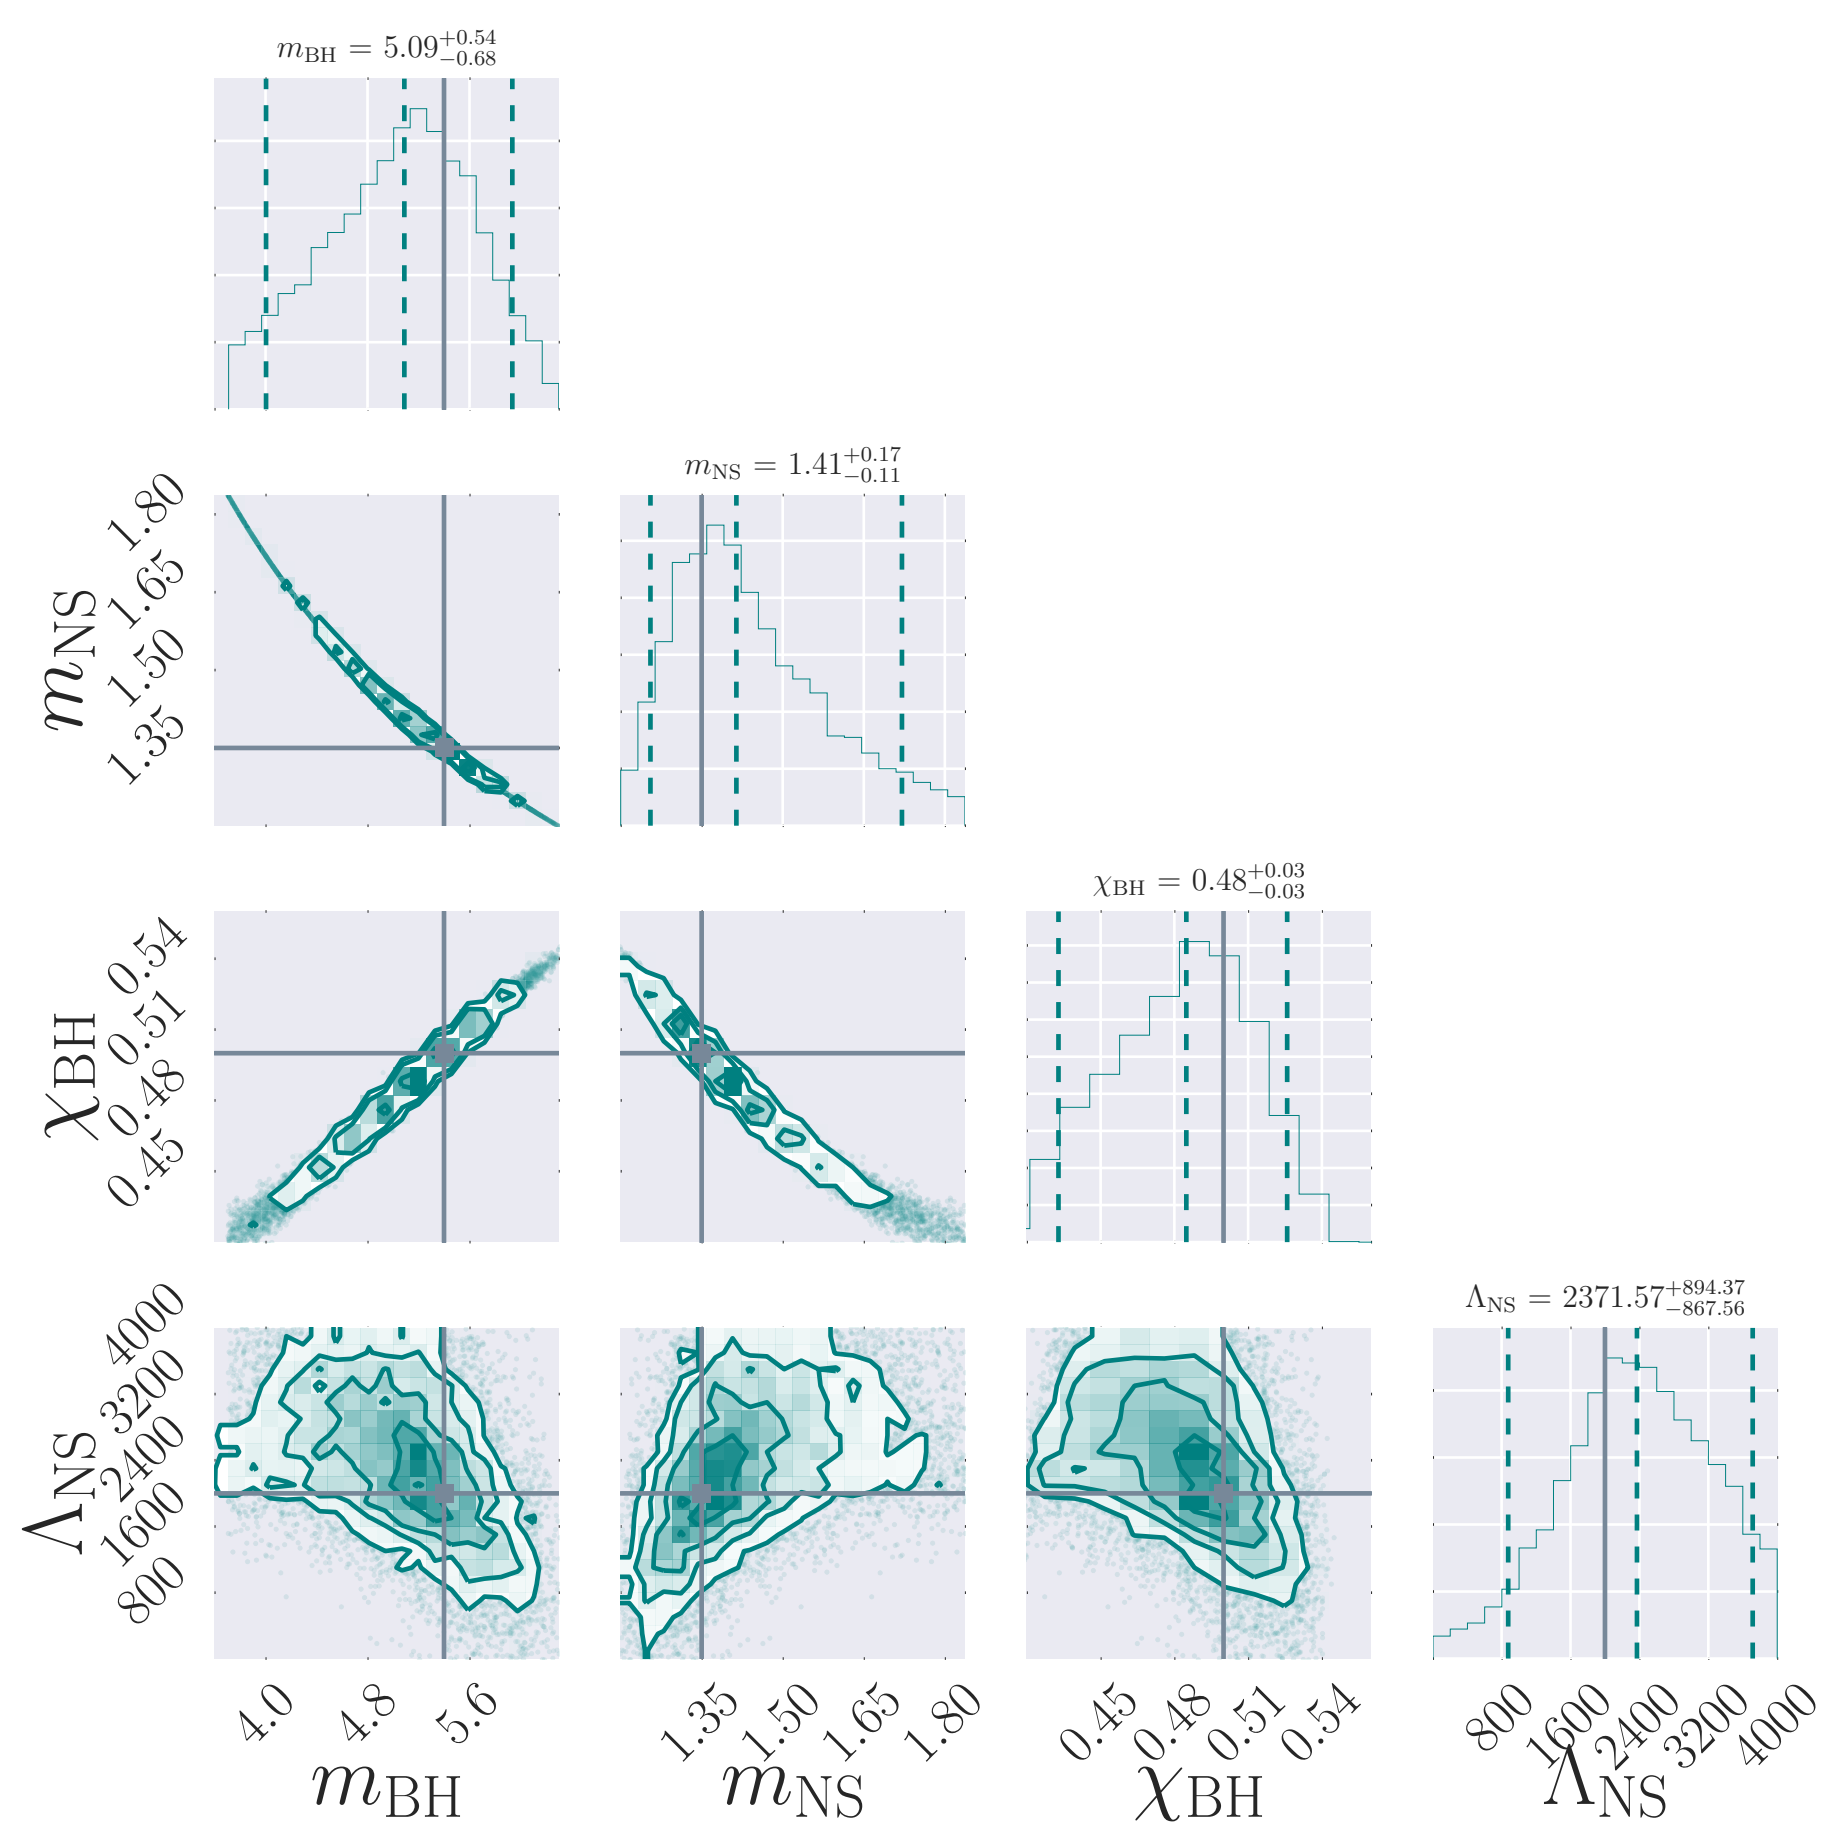 m_BH = 5.09^{+0.54}_{−0.68}
m_NS = 1.41^{+0.17}_{−0.11}
χ_BH = 0.48^{+0.03}_{−0.03}
Λ_NS = 2371.57^{+894.37}_{−867.56}
m_NS
1.80
1.65
1.50
1.35
χ_BH
0.54
0.51
0.48
0.45
Λ_NS
4000
3200
2400
1600
800
4.0 4.8 5.6
m_BH
1.35 1.50 1.65 1.80
m_NS
0.45 0.48 0.51 0.54
χ_BH
800 1600 2400 3200 4000
Λ_NS